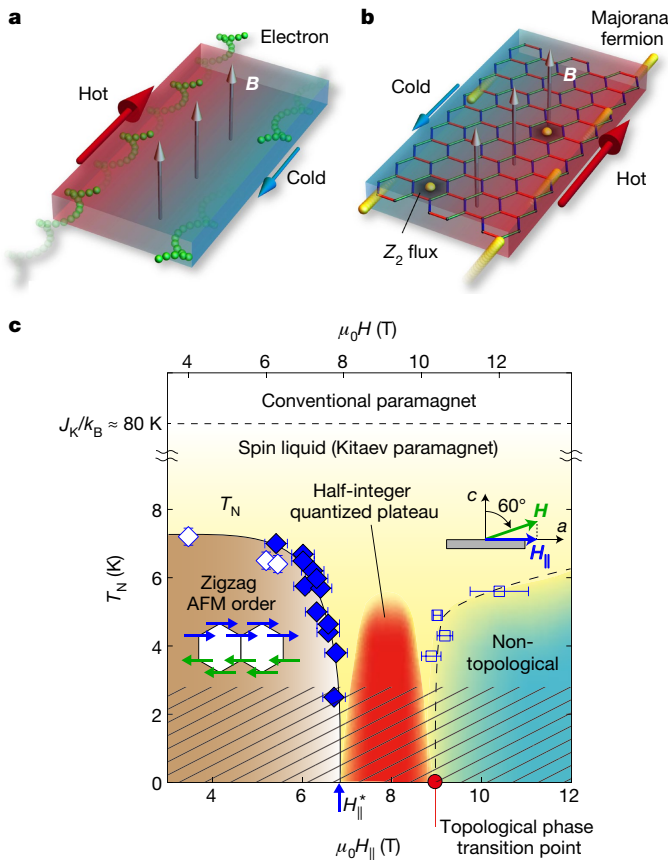 a
Electron
B
Hot
Cold
b
Majorana
fermion
B
Cold
Hot
Z2 flux
c
μ0H (T)
4 6 8 10 12
Conventional paramagnet
JK/kB ≈ 80 K
Spin liquid (Kitaev paramagnet)
TN
Half-integer
quantized plateau
c
60°
H
a
H∥
Zigzag
AFM order
Non-
topological
TN (K)
8
6
4
2
0
4 6 8 10 12
H∥*
μ0H∥ (T)
Topological phase
transition point